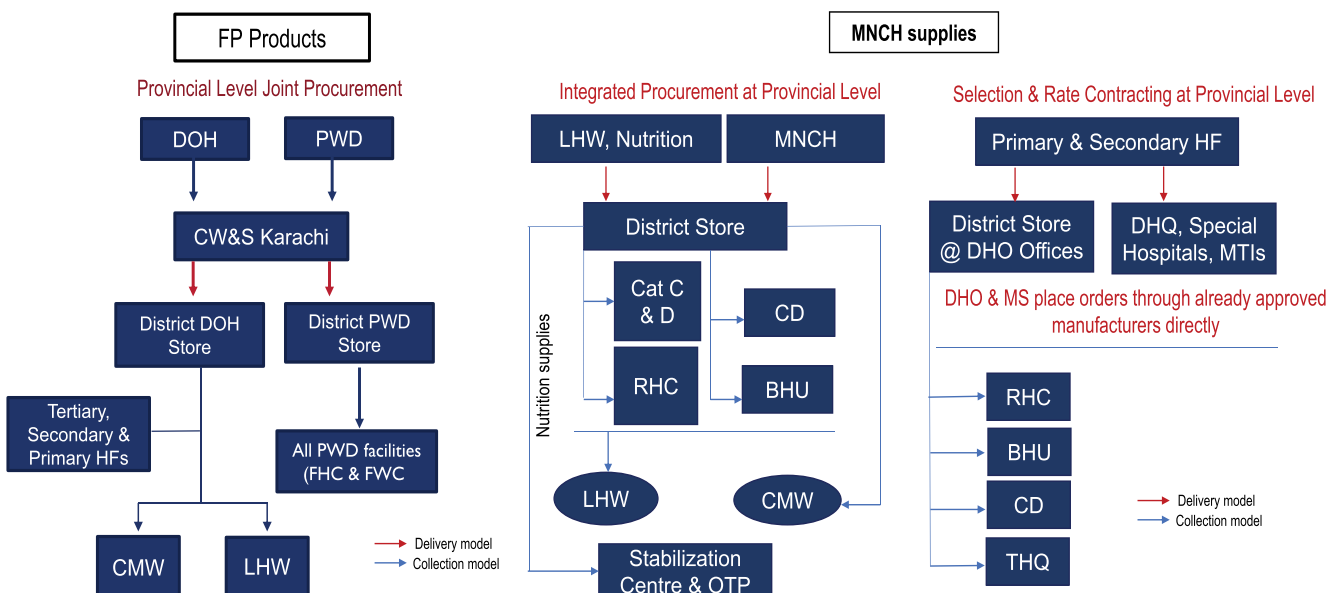 FP Products
Provincial Level Joint Procurement
DOH
PWD
CW&S Karachi
District DOH
Store
District PWD
Store
Tertiary,
Secondary &
Primary HFs
All PWD facilities
(FHC & FWC
CMW
LHW
Delivery model
Collection model
MNCH supplies
Integrated Procurement at Provincial Level
LHW, Nutrition
MNCH
District Store
Nutrition supplies
Cat C
& D
CD
RHC
BHU
LHW
CMW
Stabilization
Centre & OTP
Selection & Rate Contracting at Provincial Level
Primary & Secondary HF
District Store
@ DHO Offices
DHQ, Special
Hospitals, MTIs
DHO & MS place orders through already approved
manufacturers directly
RHC
BHU
CD
THQ
Delivery model
Collection model